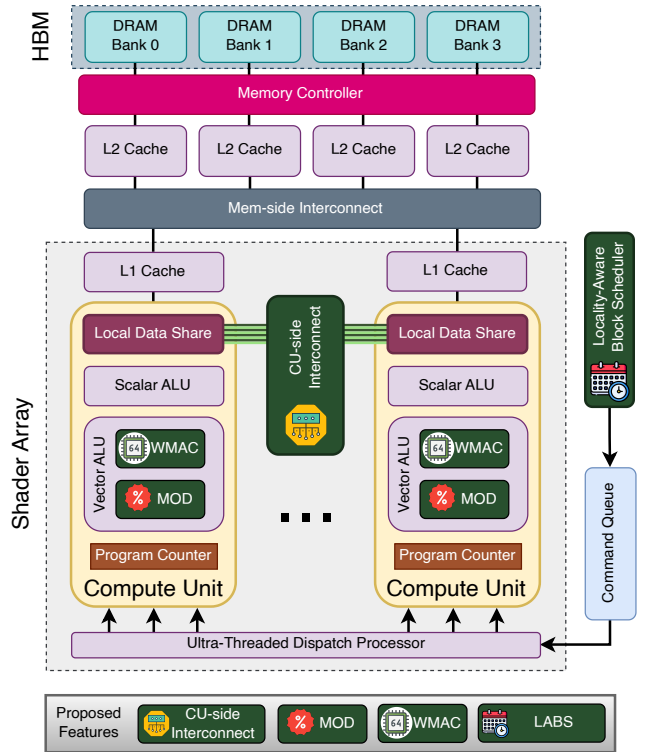 HBM
DRAM
Bank 0
DRAM
Bank 1
DRAM
Bank 2
DRAM
Bank 3
Memory Controller
L2 Cache
L2 Cache
L2 Cache
L2 Cache
Mem-side Interconnect
Shader Array
L1 Cache
L1 Cache
Local Data Share
CU-side
Interconnect
Local Data Share
Scalar ALU
Scalar ALU
Vector ALU
64
WMAC
%
MOD
Vector ALU
64
WMAC
%
MOD
...
Program Counter
Program Counter
Compute Unit
Compute Unit
Ultra-Threaded Dispatch Processor
Locality-Aware
Block Scheduler
Command Queue
Proposed
Features
CU-side
Interconnect
%
MOD
64
WMAC
LABS